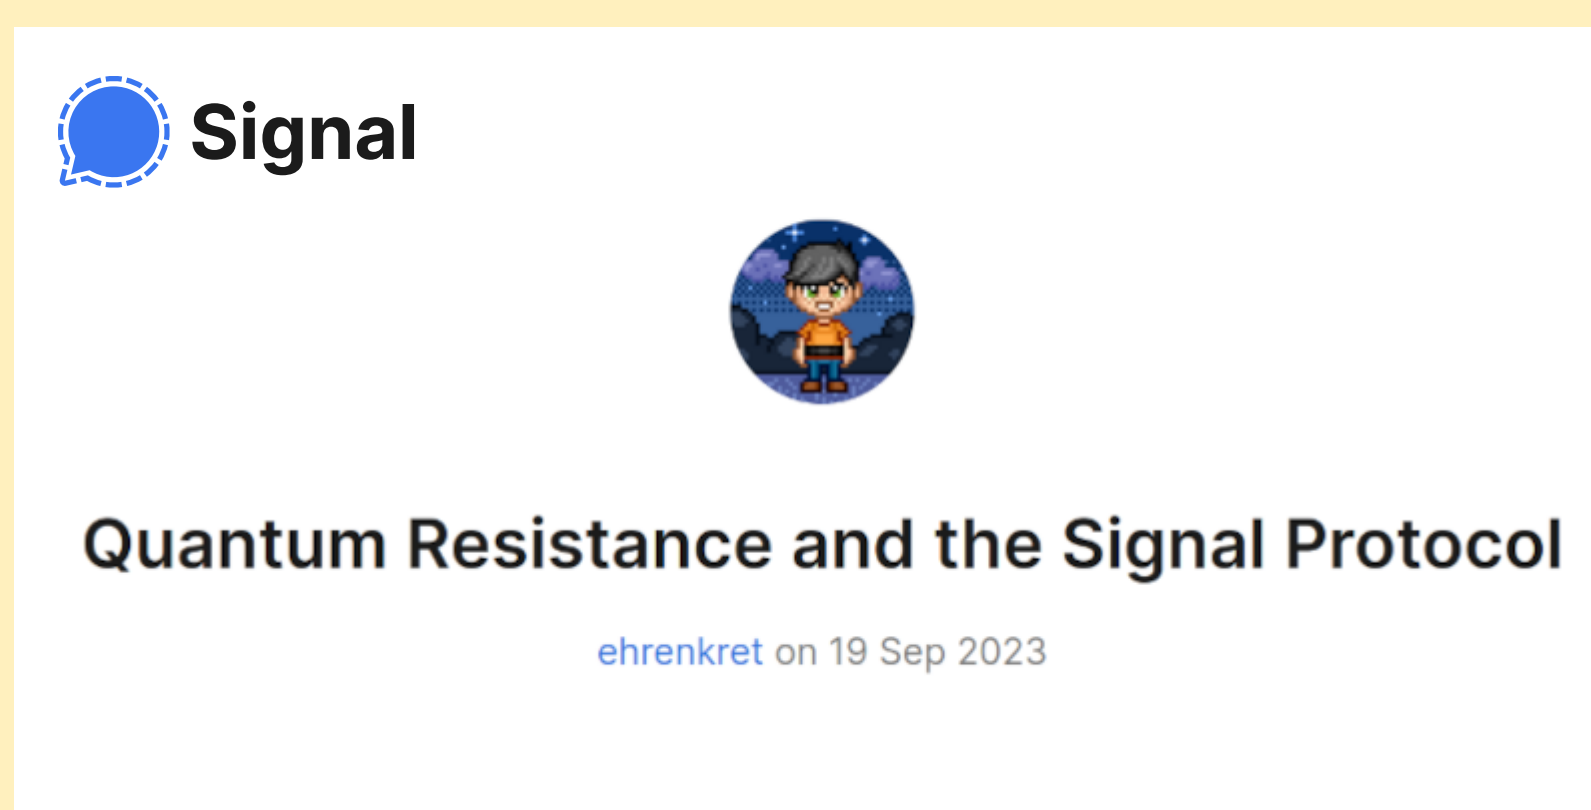 Signal
Quantum Resistance and the Signal Protocol
ehrenkret on 19 Sep 2023